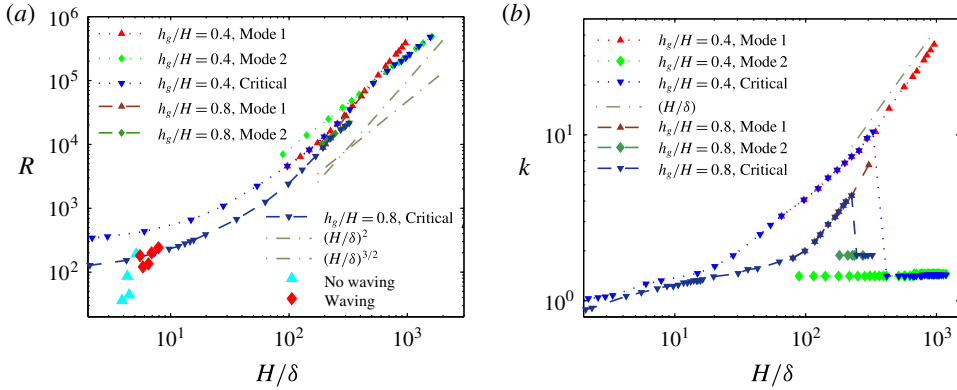 (a)
10^6
10^5
10^4
10^3
10^2
R
h_g/H = 0.4, Mode 1
h_g/H = 0.4, Mode 2
h_g/H = 0.4, Critical
h_g/H = 0.8, Mode 1
h_g/H = 0.8, Mode 2
h_g/H = 0.8, Critical
(H/δ)^2
(H/δ)^{3/2}
No waving
Waving
10^1
10^2
10^3
H/δ
(b)
10^1
10^0
k
h_g/H = 0.4, Mode 1
h_g/H = 0.4, Mode 2
h_g/H = 0.4, Critical
(H/δ)
h_g/H = 0.8, Mode 1
h_g/H = 0.8, Mode 2
h_g/H = 0.8, Critical
10^1
10^2
10^3
H/δ